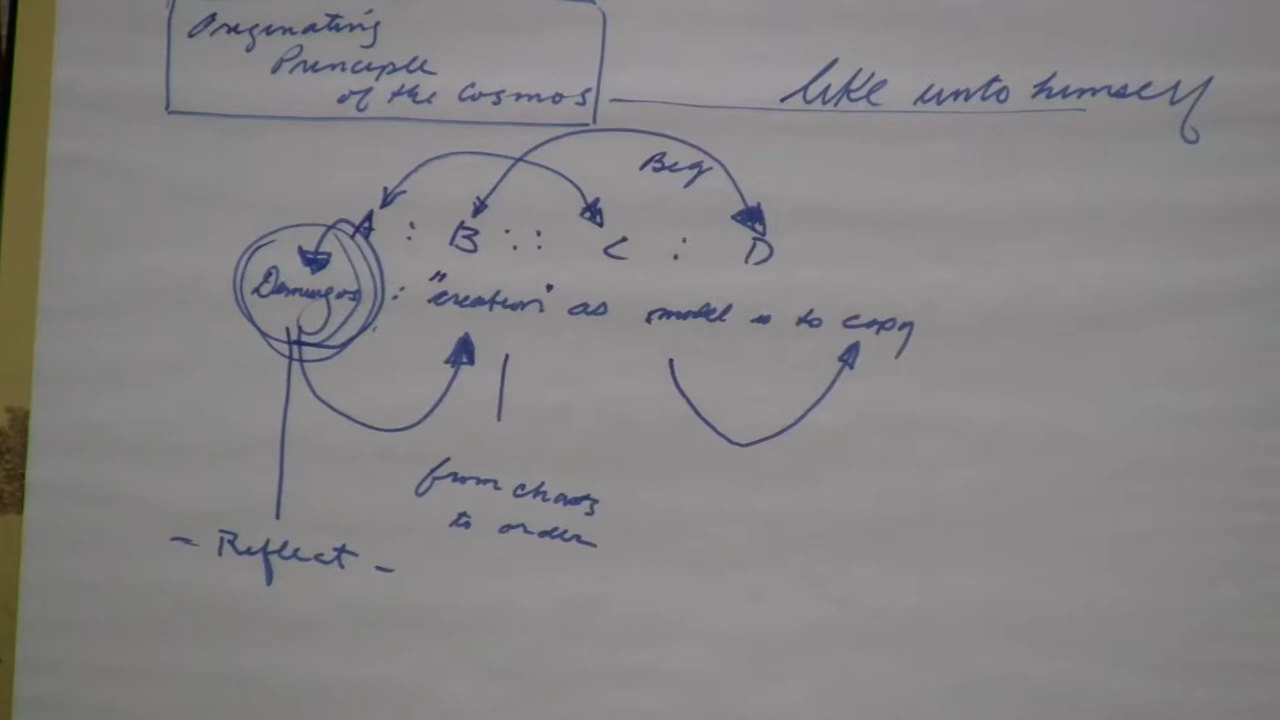 Originating
Principle
of the Cosmos
like unto himself
Beg
A : B :: C : D
Demiurgos : "creation" as model is to copy
from chaos
to order
- Reflect -